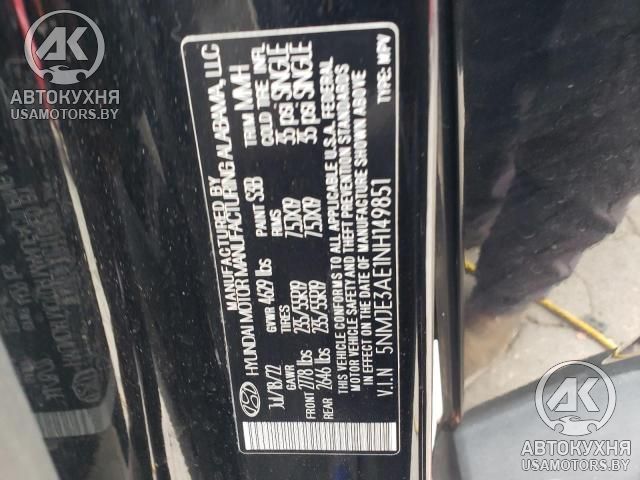 АВТОКУХНЯ
USAMOTORS.BY
MANUFACTURED BY
HYUNDAI MOTOR MANUFACTURING ALABAMA, LLC
Jul/18/22 GVWR 4629 lbs PAINT S3B TRIM MMH
GAWR TIRES RIMS COLD TIRE INFL
FRONT 2778 lbs 235/55R19 7.5JX19 35 psi SINGLE
REAR 2646 lbs 235/55R19 7.5JX19 35 psi SINGLE
THIS VEHICLE CONFORMS TO ALL APPLICABLE U.S.A. FEDERAL
MOTOR VEHICLE SAFETY AND THEFT PREVENTION STANDARDS
IN EFFECT ON THE DATE OF MANUFACTURE SHOWN ABOVE
V.I.N 5NMJE3AE1NH149851 TYPE: MPV
АВТОКУХНЯ
USAMOTORS.BY